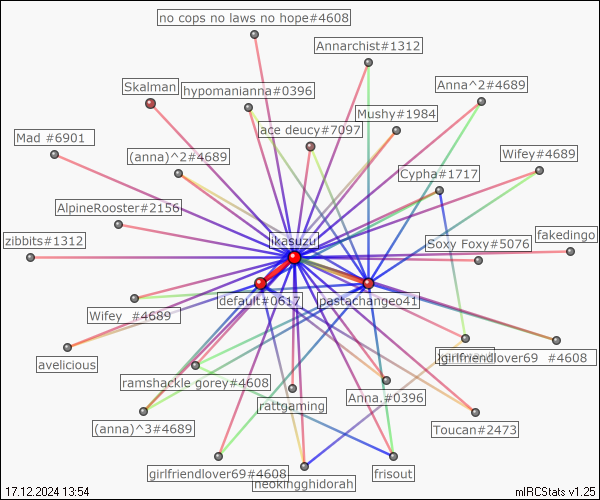 no cops no laws no hope#4608
Annarchist#1312
Skalman
hypomanianna#0396
Anna^2#4689
Mushy#1984
ace deucy#7097
Mad #6901
(anna)^2#4689
Wifey#4689
Cypha#1717
AlpineRooster#2156
zibbits#1312
ikasuzu
Soxy Foxy#5076
fakedingo
default#0617
pastachangeo41
Wifey #4689
girlfriendlover69 #4608
avelicious
ramshackle gorey#4608
rattgaming
Anna.#0396
(anna)^3#4689
Toucan#2473
girlfriendlover69#4608
neokingghidorah
frisout
17.12.2024 13:54
mIRCStats v1.25